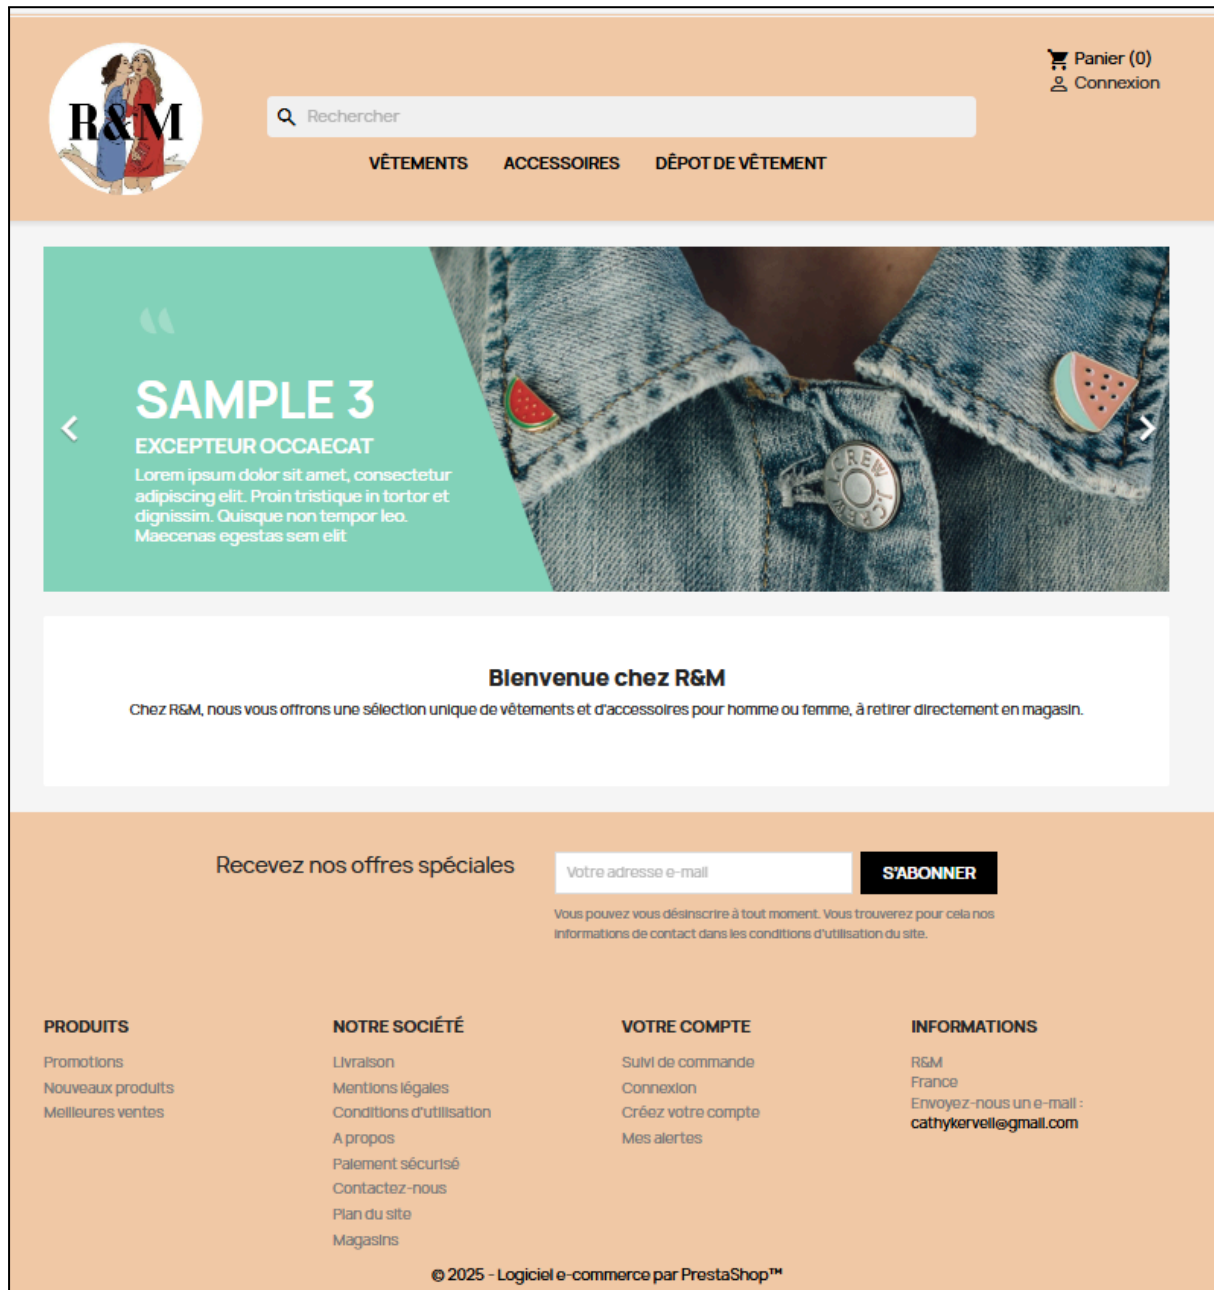 R&M
Panier (0)
Connexion
Rechercher
VÊTEMENTS ACCESSOIRES DÊPOT DE VÊTEMENT
“
SAMPLE 3
EXCEPTEUR OCCAECAT
Lorem ipsum dolor sit amet, consectetur
adipiscing elit. Proin tristique in tortor et
dignissim. Quisque non tempor leo.
Maecenas egestas sem elit
J.CREW J.CREW
Bienvenue chez R&M
Chez R&M, nous vous offrons une sélection unique de vêtements et d'accessoires pour homme ou femme, à retirer directement en magasin.
Recevez nos offres spéciales
Votre adresse e-mail
S'ABONNER
Vous pouvez vous désinscrire à tout moment. Vous trouverez pour cela nos
informations de contact dans les conditions d'utilisation du site.
PRODUITS
Promotions
Nouveaux produits
Meilleures ventes
NOTRE SOCIÉTÉ
Livraison
Mentions légales
Conditions d'utilisation
A propos
Paiement sécurisé
Contactez-nous
Plan du site
Magasins
VOTRE COMPTE
Suivi de commande
Connexion
Créez votre compte
Mes alertes
INFORMATIONS
R&M
France
Envoyez-nous un e-mail :
cathykervell@gmail.com
© 2025 - Logiciel e-commerce par PrestaShop™